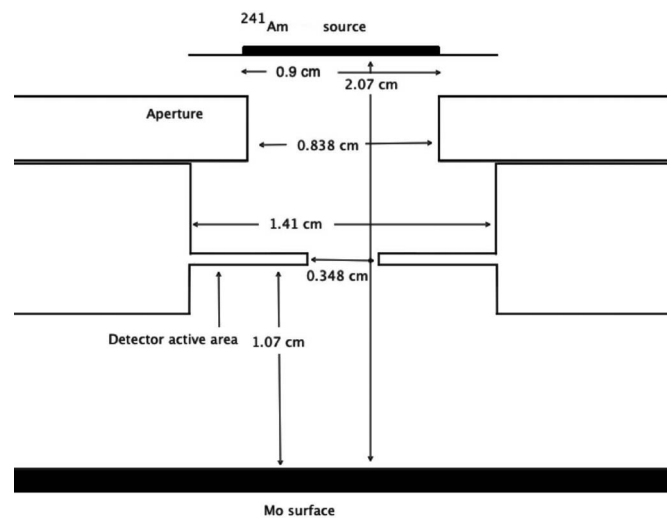 ²⁴¹Am source
0.9 cm
2.07 cm
Aperture
0.838 cm
1.41 cm
0.348 cm
Detector active area
1.07 cm
Mo surface